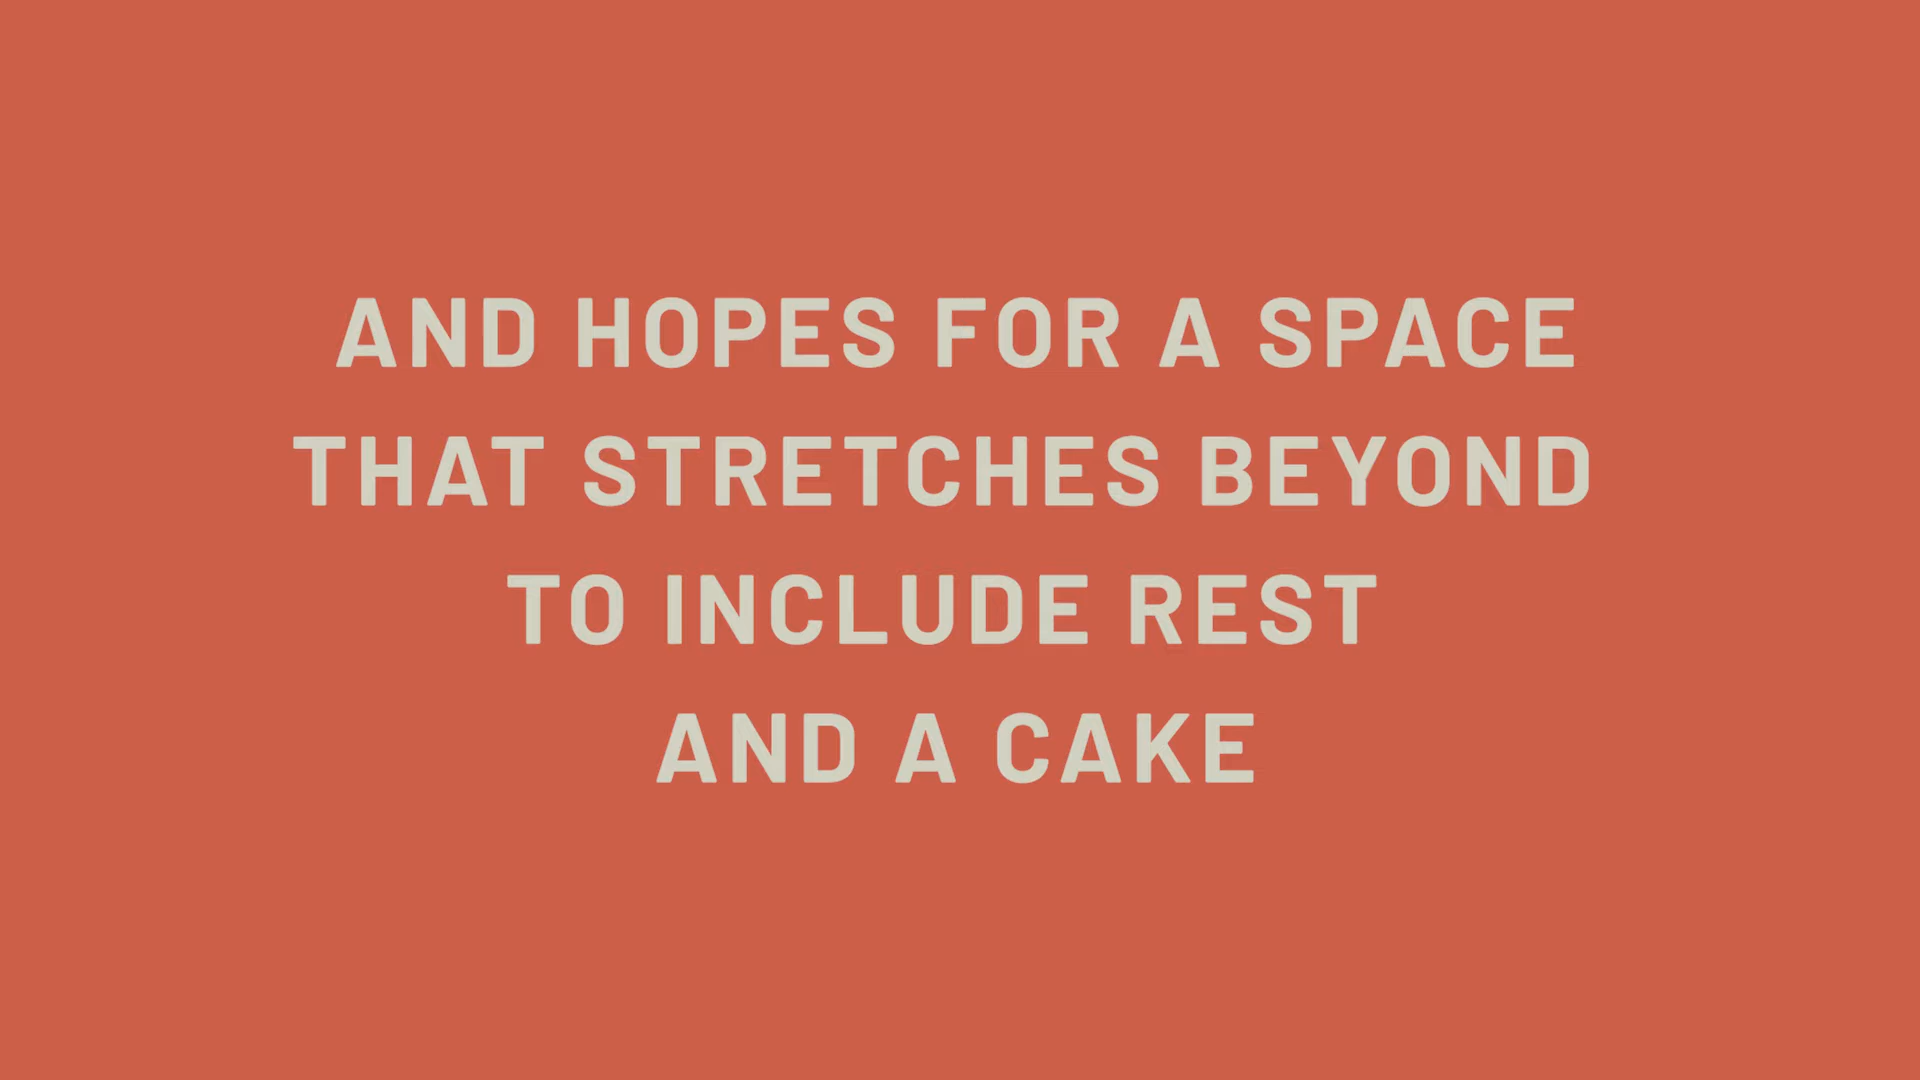 AND HOPES FOR A SPACE
THAT STRETCHES BEYOND
TO INCLUDE REST
AND A CAKE